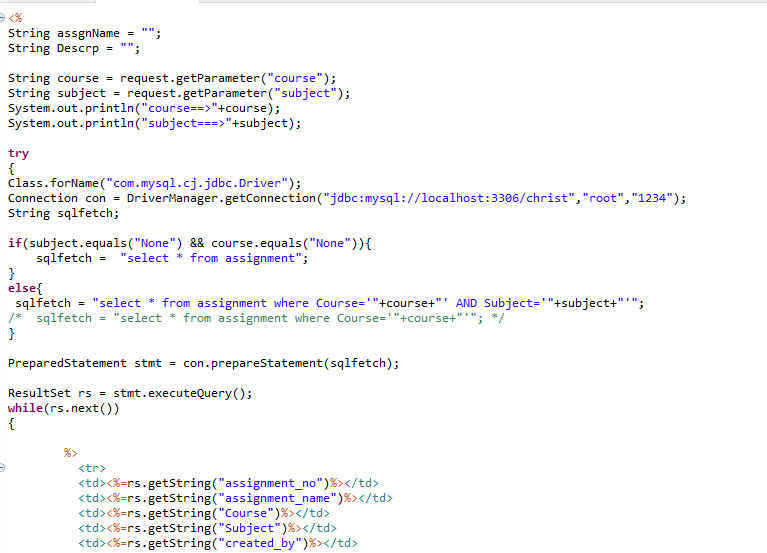 <%
String assgnName = "";
String Descrp = "";
String course = request.getParameter("course");
String subject = request.getParameter("subject");
System.out.println("course==>"+course);
System.out.println("subject===>"+subject);
try
{
Class.forName("com.mysql.cj.jdbc.Driver");
Connection con = DriverManager.getConnection("jdbc:mysql://localhost:3306/christ","root","1234");
String sqlfetch;
if(subject.equals("None") && course.equals("None")){
sqlfetch =  "select * from assignment";
}
else{
sqlfetch = "select * from assignment where Course='"+course+"' AND Subject='"+subject+"'";
/*  sqlfetch = "select * from assignment where Course='"+course+"'"; */
}
PreparedStatement stmt = con.prepareStatement(sqlfetch);
ResultSet rs = stmt.executeQuery();
while(rs.next())
{
%>
<tr>
<td><%=rs.getString("assignment_no")%></td>
<td><%=rs.getString("assignment_name")%></td>
<td><%=rs.getString("Course")%></td>
<td><%=rs.getString("Subject")%></td>
<td><%=rs.getString("created_by")%></td>